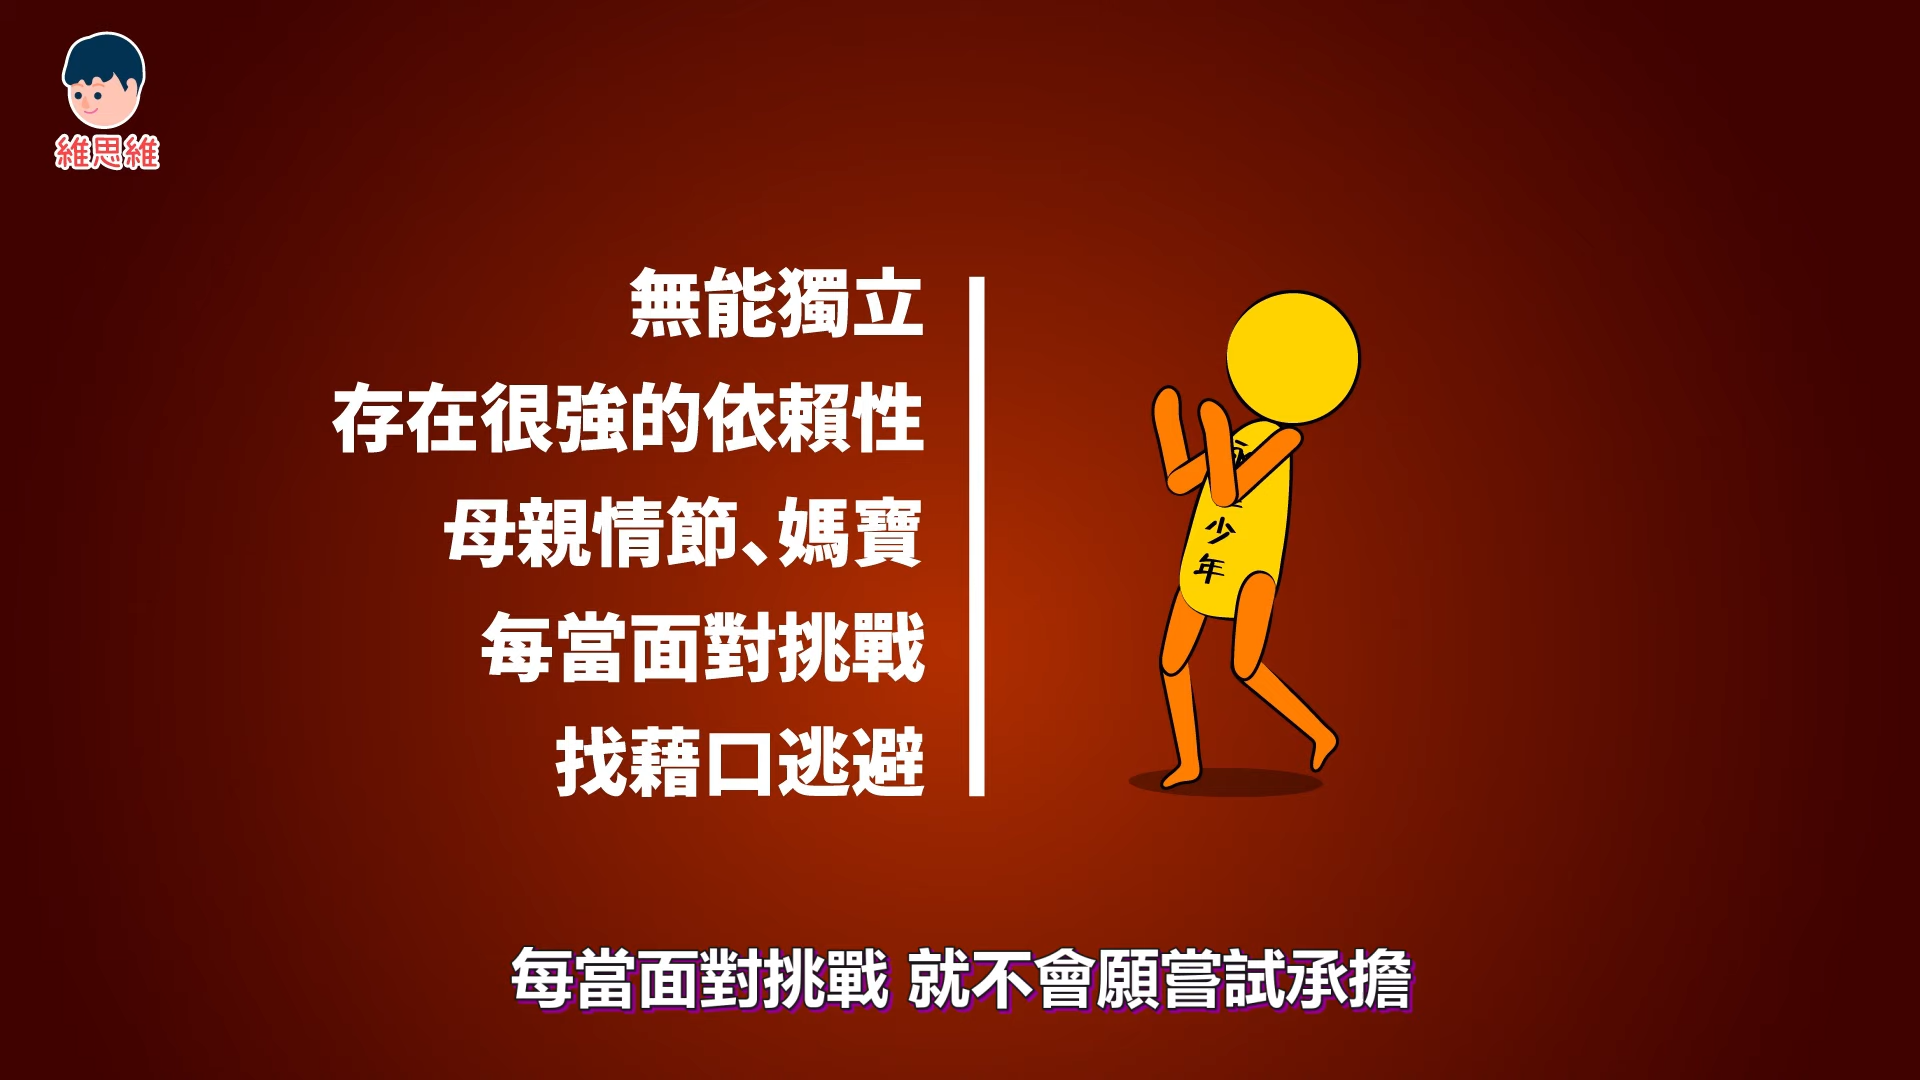 維思維
無能獨立
存在很強的依賴性
母親情節、媽寶
每當面對挑戰
找藉口逃避
少
年
每當面對挑戰 就不會願嘗試承擔